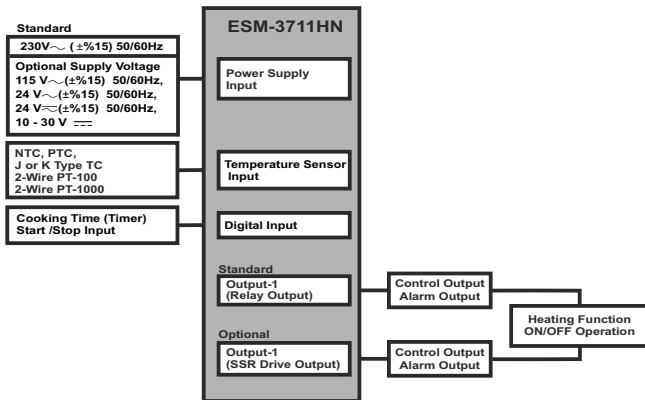 Standard
230V～ ( ±%15) 50/60Hz
Optional Supply Voltage
115 V～(±%15) 50/60Hz,
24 V～(±%15) 50/60Hz,
24 V⏦(±%15) 50/60Hz,
10 - 30 V ⎓
NTC, PTC,
J or K Type TC
2-Wire PT-100
2-Wire PT-1000
Cooking Time (Timer)
Start /Stop Input
ESM-3711HN
Power Supply
Input
Temperature Sensor
Input
Digital Input
Standard
Output-1
(Relay Output)
Optional
Output-1
(SSR Drive Output)
Control Output
Alarm Output
Control Output
Alarm Output
Heating Function
ON/OFF Operation